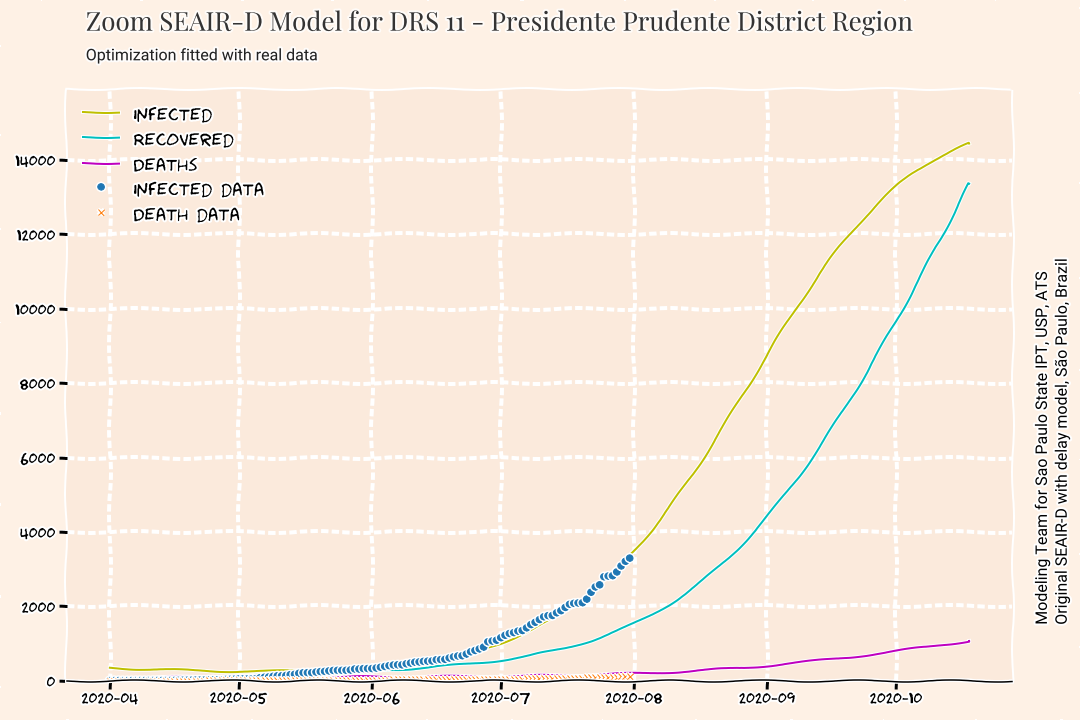 Zoom SEAIR-D Model for DRS 11 - Presidente Prudente District Region
Optimization fitted with real data
INFECTED
RECOVERED
DEATHS
INFECTED DATA
DEATH DATA
14000
12000
10000
8000
6000
4000
2000
0
2020-04
2020-05
2020-06
2020-07
2020-08
2020-09
2020-10
Modeling Team for Sao Paulo State IPT, USP, ATS
Original SEAIR-D with delay model, São Paulo, Brazil